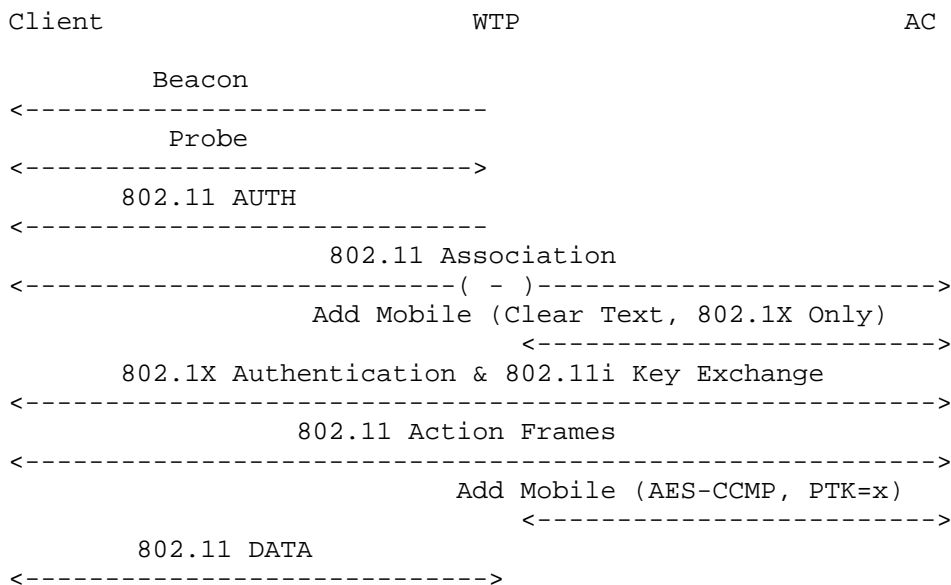 Client WTP AC
Beacon
<-----------------------------
Probe
<---------------------------->
802.11 AUTH
<-----------------------------
802.11 Association
<---------------------------( - )------------------------->
Add Mobile (Clear Text, 802.1X Only)
<------------------------->
802.1X Authentication & 802.11i Key Exchange
<--------------------------------------------------------->
802.11 Action Frames
<--------------------------------------------------------->
Add Mobile (AES-CCMP, PTK=x)
<------------------------->
802.11 DATA
<----------------------------->